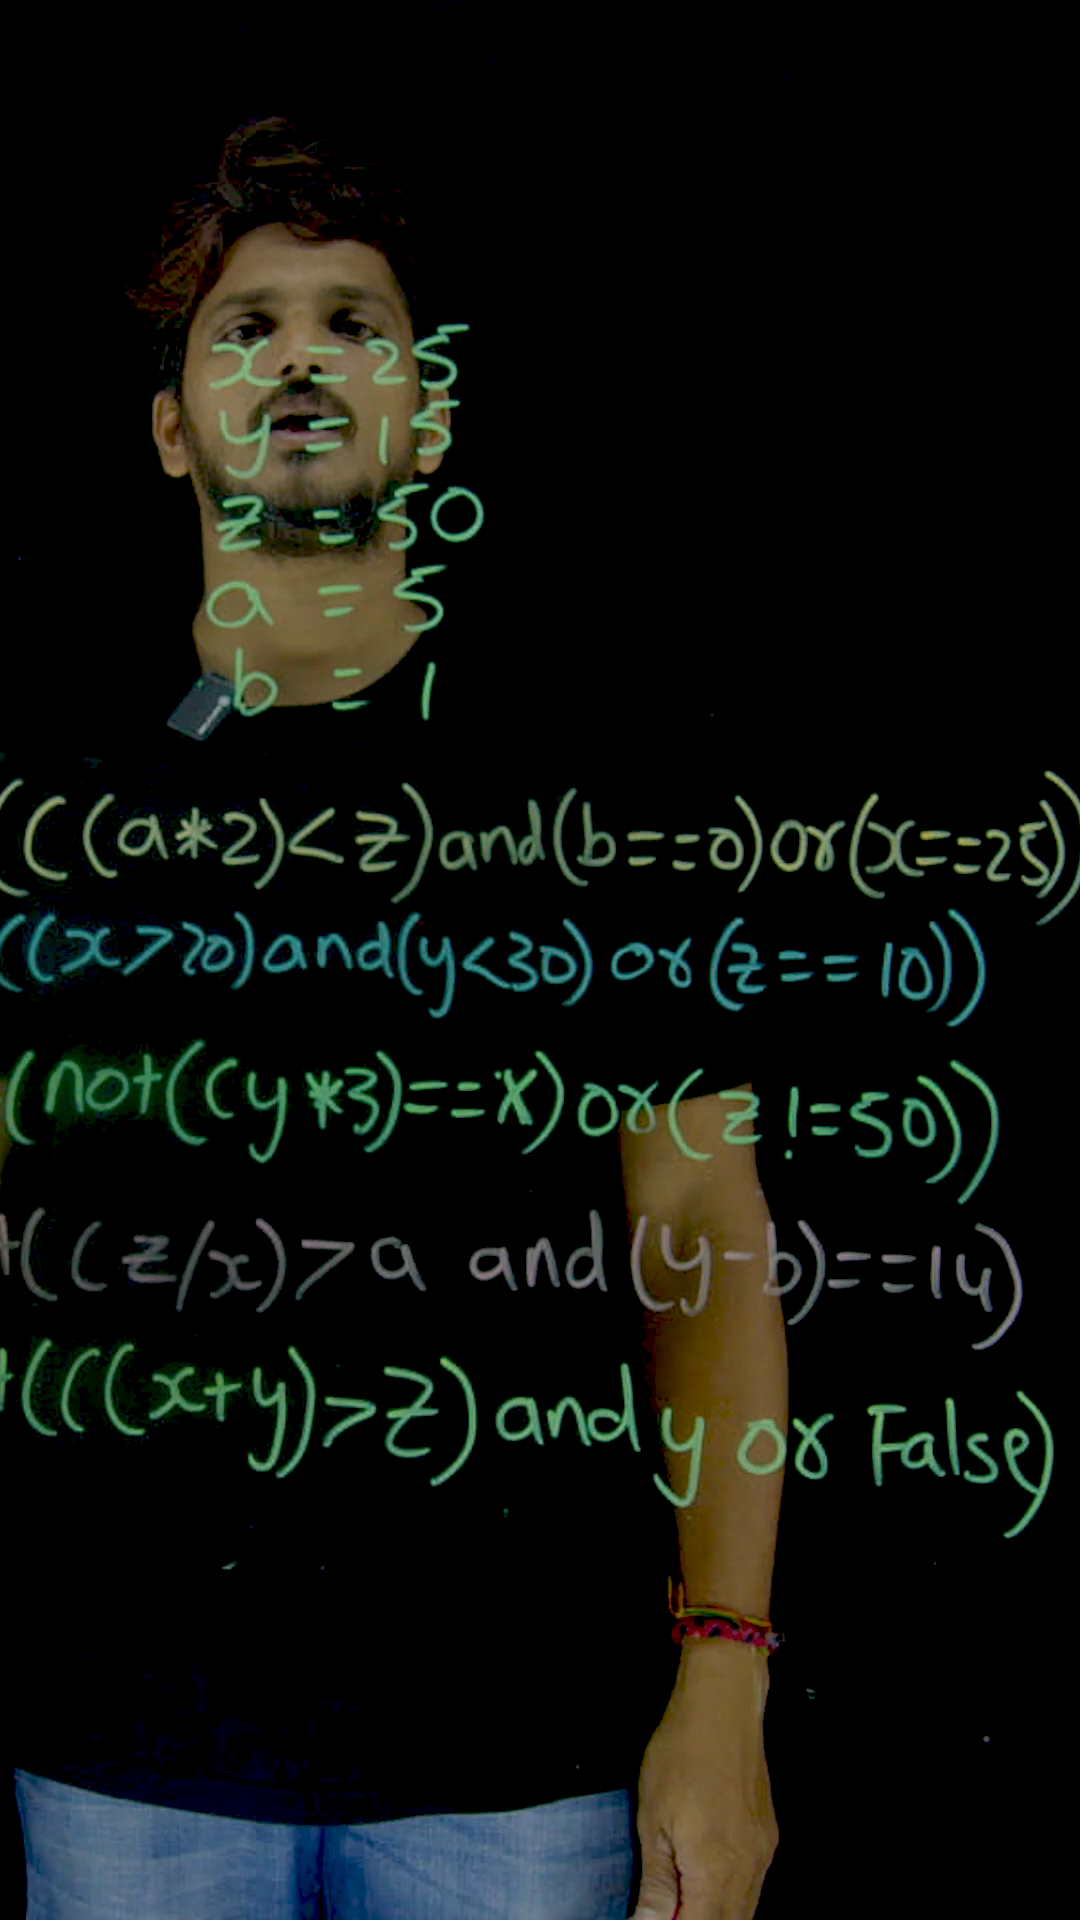 x = 25
y = 15
z = 50
a = 5
b = 1
(((a*2)<z)and(b==0)or(x==25))
((x>20)and(y<30)or(z==10))
(not((y*3)==x)or(z!=50))
t((z/x)>a and (y-b)==14)
t(((x+y)>z) and y or False)